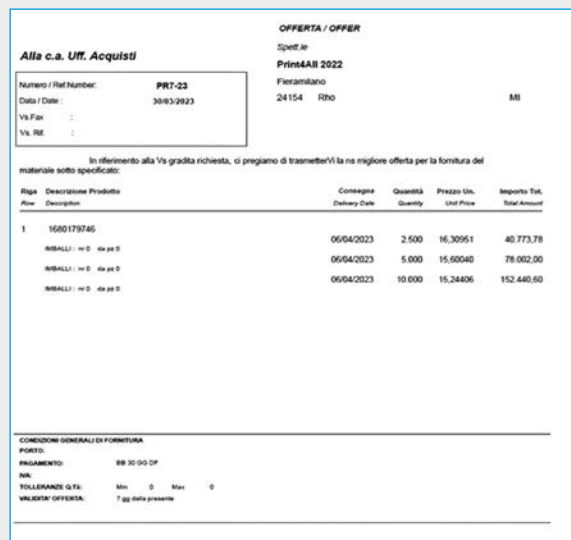 OFFERTA / OFFER
Spett.le
Alla c.a. Uff. Acquisti
Print4All 2022
Fieramilano
24154 Rho MI
Numero / Ref.Number: PR7-23
Data / Date : 30/03/2023
Vs.Fax :
Vs. Rif. :
In riferimento alla Vs gradita richiesta, ci pregiamo di trasmetterVi la ns migliore offerta per la fornitura del
materiale sotto specificato:
Riga Descrizione Prodotto Consegna Quantità Prezzo Un. Importo Tot.
Row Description Delivery Date Quantity Unit Price Total Amount
1 1680179746
06/04/2023 2.500 16,30951 40.773,78
IMBALLI : nr 0 da pz 0
06/04/2023 5.000 15,60040 78.002,00
IMBALLI : nr 0 da pz 0
06/04/2023 10.000 15,24406 152.440,60
IMBALLI : nr 0 da pz 0
CONDIZIONI GENERALI DI FORNITURA
PORTO:
PAGAMENTO: BB 30 GG DF
IVA:
TOLLERANZE Q.TÀ: Min 0 Max 0
VALIDITA' OFFERTA: 7 gg dalla presente